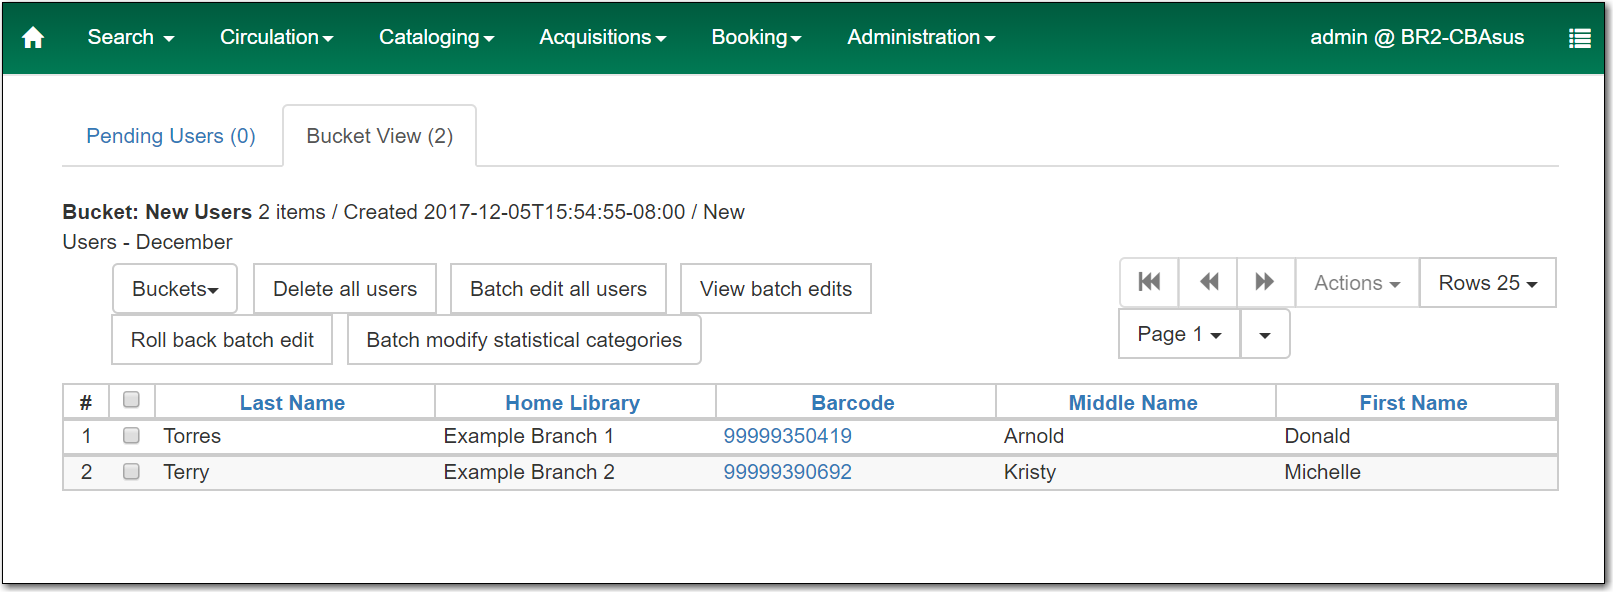 Search Circulation Cataloging Acquisitions Booking Administration admin @ BR2-CBAsus
Pending Users (0) Bucket View (2)
Bucket: New Users 2 items / Created 2017-12-05T15:54:55-08:00 / New
Users - December
Buckets Delete all users Batch edit all users View batch edits Actions Rows 25
Roll back batch edit Batch modify statistical categories Page 1
# Last Name Home Library Barcode Middle Name First Name
1 Torres Example Branch 1 99999350419 Arnold Donald
2 Terry Example Branch 2 99999390692 Kristy Michelle